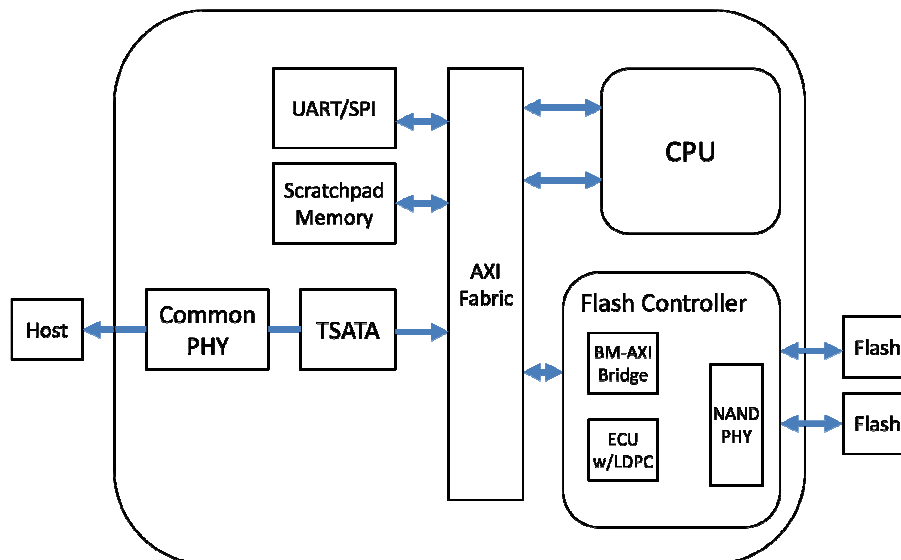 UART/SPI
Scratchpad
Memory
CPU
AXI
Fabric
Host
Common
PHY
TSATA
Flash Controller
BM-AXI
Bridge
ECU
w/LDPC
NAND
PHY
Flash
Flash